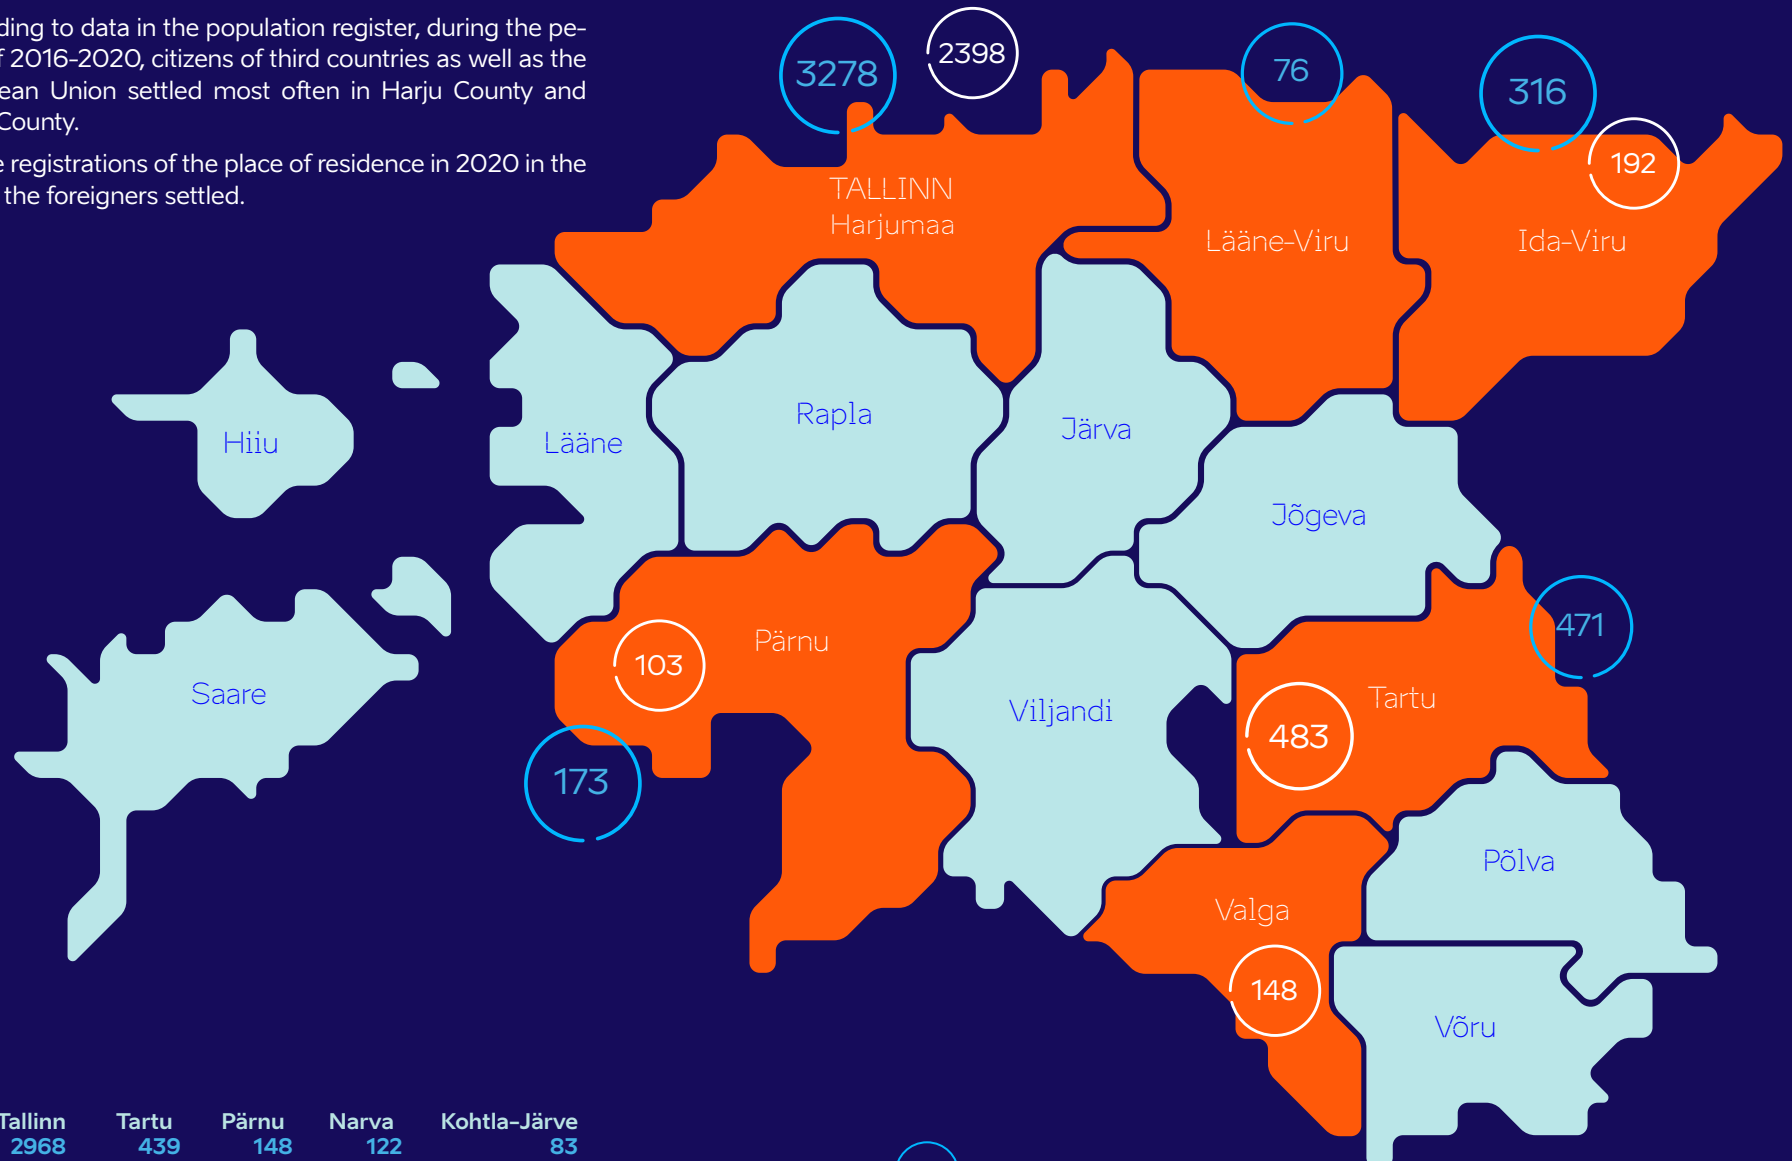 ding to data in the population register, during the pe-
f 2016-2020, citizens of third countries as well as the
ean Union settled most often in Harju County and
County.
e registrations of the place of residence in 2020 in the
the foreigners settled.
3278
2398
76
316
192
TALLINN
Harjumaa
Lääne-Viru
Ida-Viru
Hiiu
Lääne
Rapla
Järva
Jõgeva
Saare
Pärnu
103
173
Viljandi
Tartu
471
483
Põlva
Valga
148
Võru
Tallinn Tartu Pärnu Narva Kohtla-Järve
2968 439 148 122 83